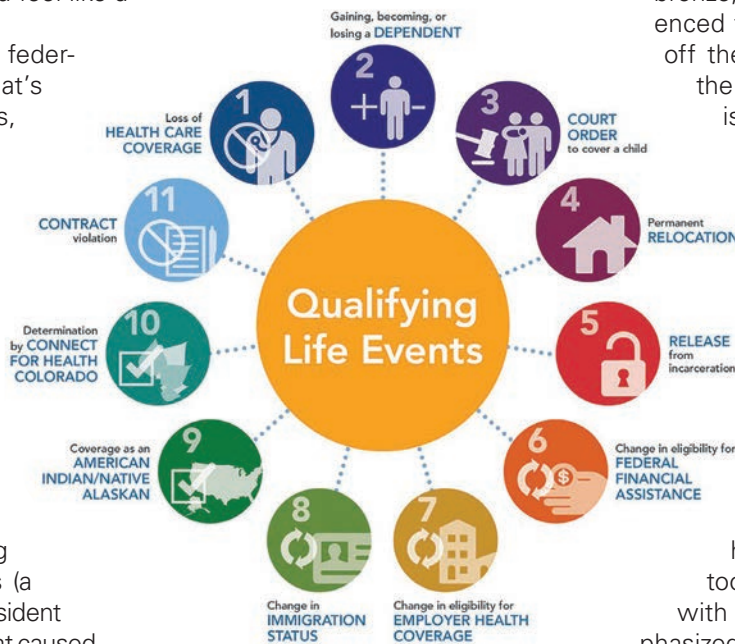 feder-
at's
s,
bronze,
enced
off the
the
is
Qualifying
Life Events
1
Loss of
HEALTH CARE
COVERAGE
2
Gaining, becoming, or
losing a DEPENDENT
3
COURT
ORDER
to cover a child
4
Permanent
RELOCATION
5
RELEASE
from
incarceration
6
Change in eligibility for
FEDERAL
FINANCIAL
ASSISTANCE
$
7
Change in eligibility for
EMPLOYER HEALTH
COVERAGE
8
Change in
IMMIGRATION
STATUS
9
Coverage as an
AMERICAN
INDIAN/NATIVE
ALASKAN
10
Determination
by CONNECT
FOR HEALTH
COLORADO
11
CONTRACT
violation
g
s (a
sident
nt caused
h
too
with
phasized